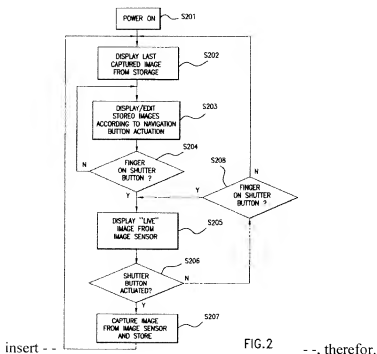 POWER ON
S201
DISPLAY LAST
CAPTURED IMAGE
FROM STORAGE
S202
DISPLAY/EDIT
STORED IMAGES
ACCORDING TO NAVIGATION
BUTTON ACTUATION
S203
FINGER
ON SHUTTER
BUTTON ?
S204
N
Y
FINGER
ON SHUTTER
BUTTON ?
S208
N
Y
DISPLAY "LIVE"
IMAGE FROM
IMAGE SENSOR
S205
SHUTTER
BUTTON
ACTUATED?
S206
N
Y
CAPTURE IMAGE
FROM IMAGE SENSOR
AND STORE
S207
insert - - FIG.2 - -, therefor.